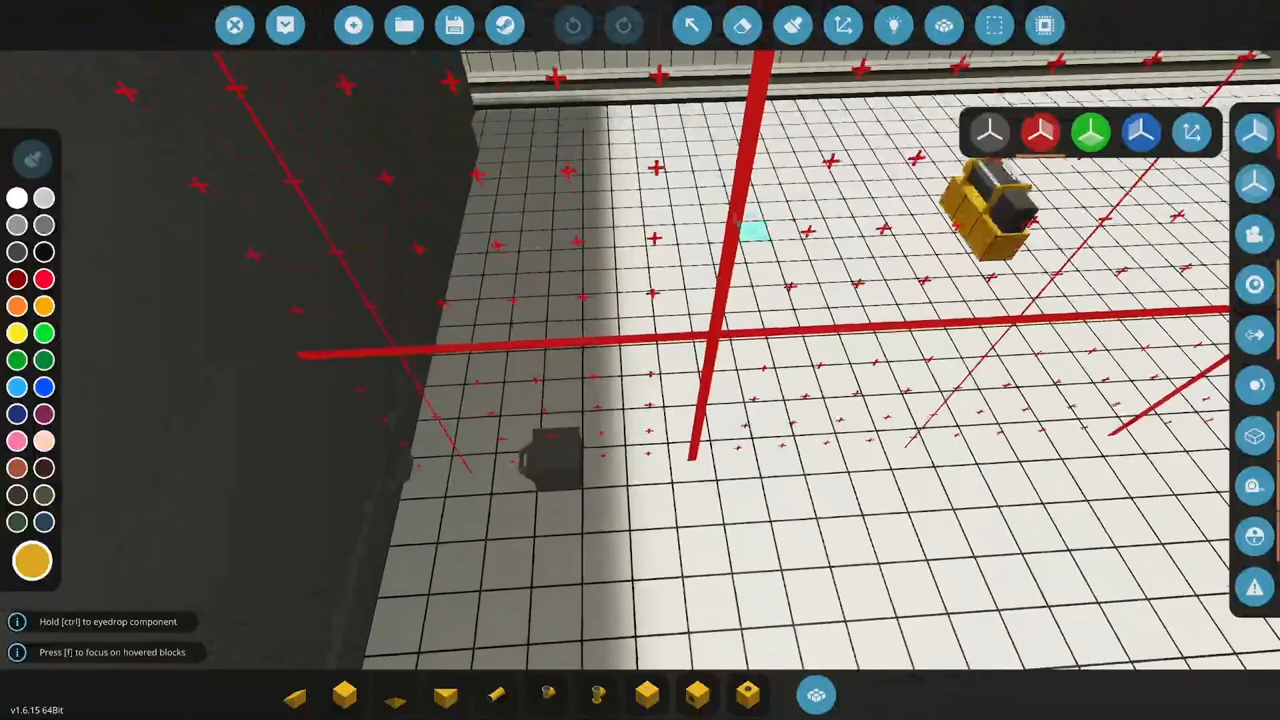 Hold [ctrl] to eyedrop component
Press [f] to focus on hovered blocks
v1.6.15 64Bit